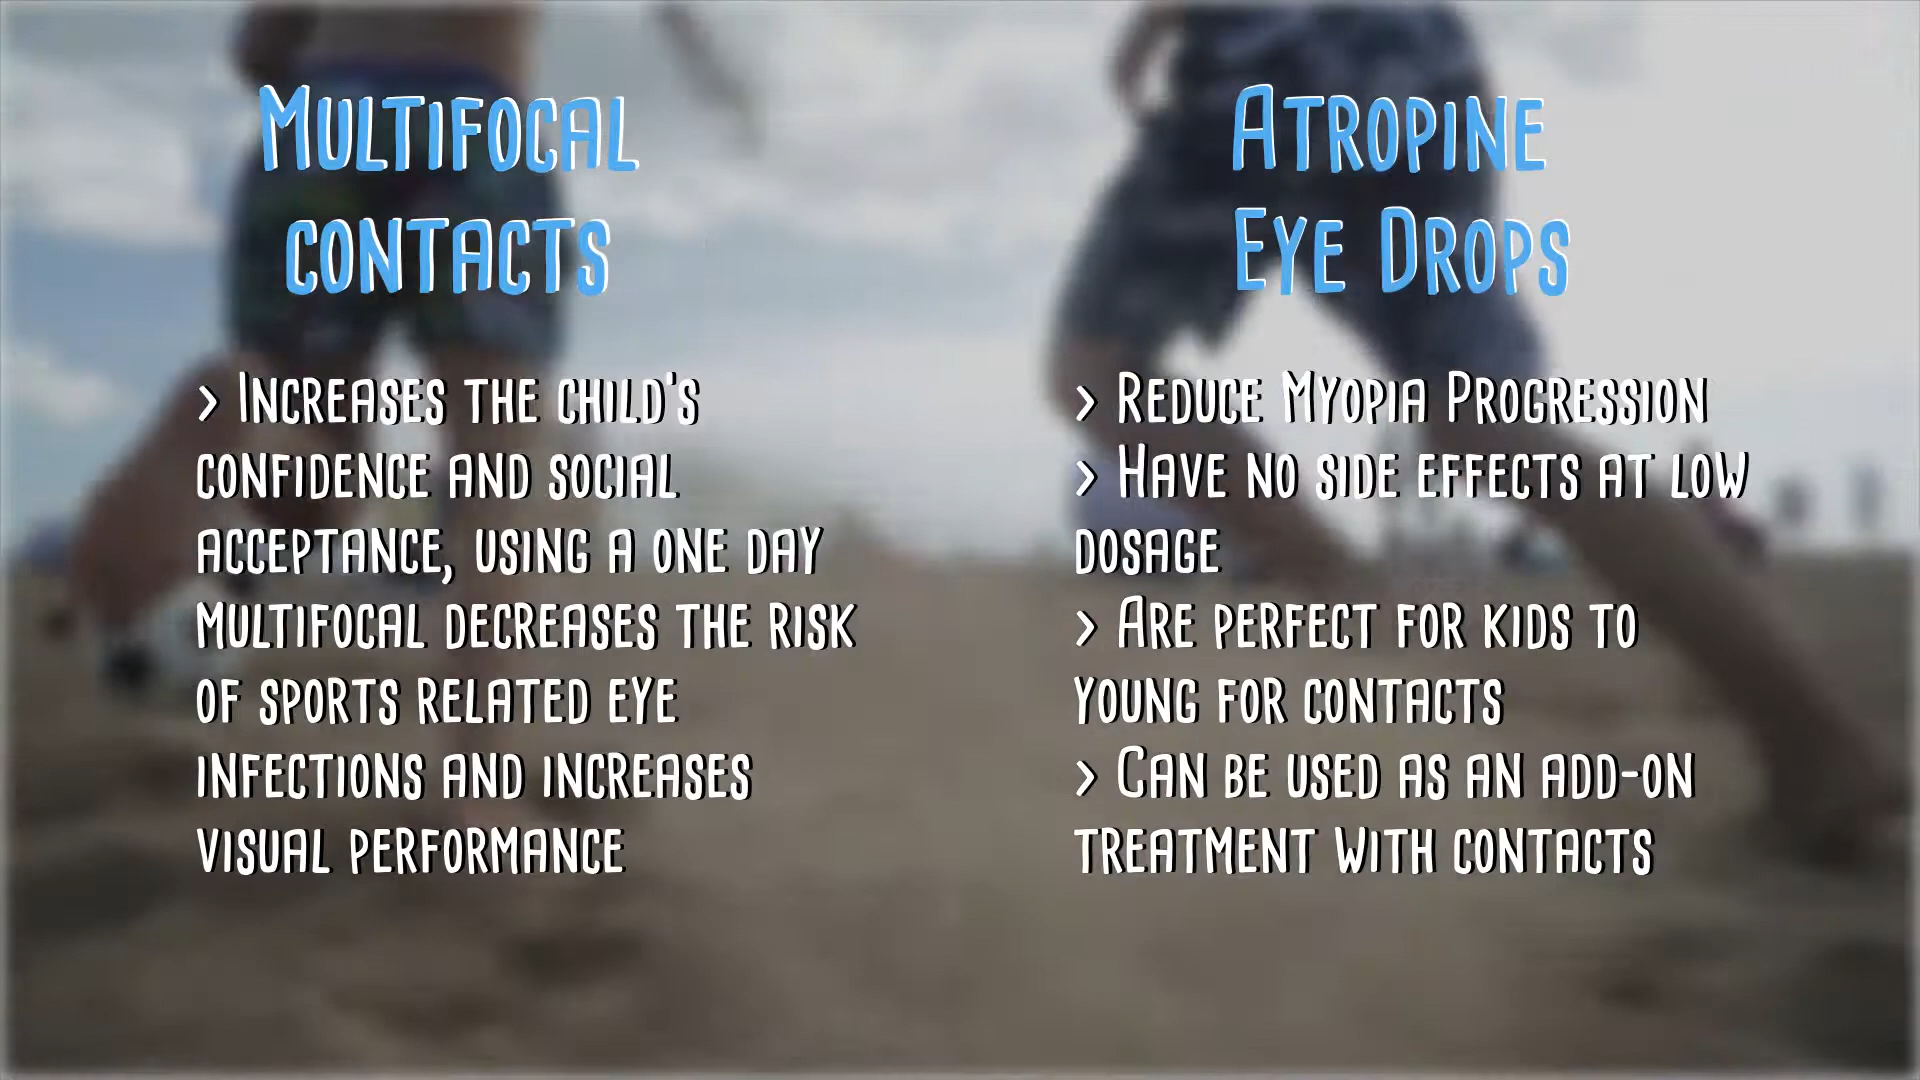 Multifocal
contacts
> Increases the child's
confidence and social
acceptance, using a one day
multifocal decreases the risk
of sports related eye
infections and increases
visual performance
Atropine
Eye Drops
> Reduce Myopia Progression
> Have no side effects at low
dosage
> Are perfect for kids to
young for contacts
> Can be used as an add-on
treatment with contacts